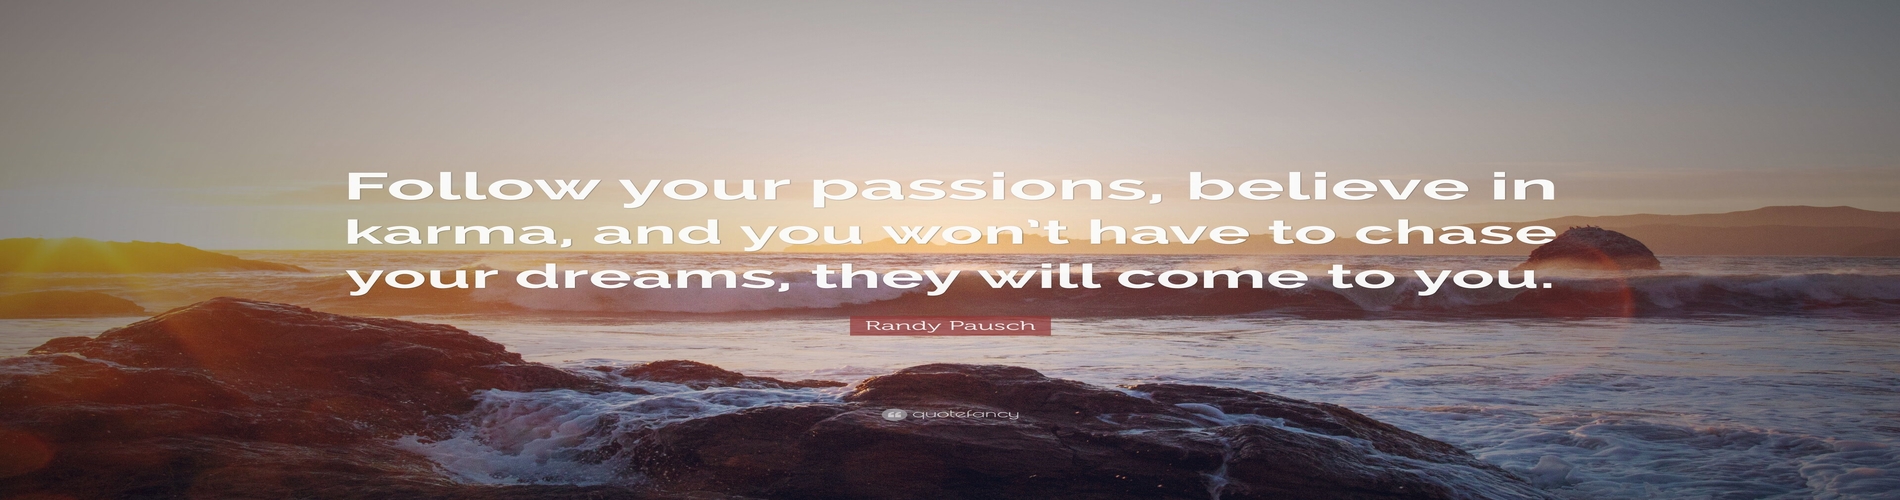 Follow your passions, believe in
karma, and you won’t have to chase
your dreams, they will come to you.
Randy Pausch
quotefancy